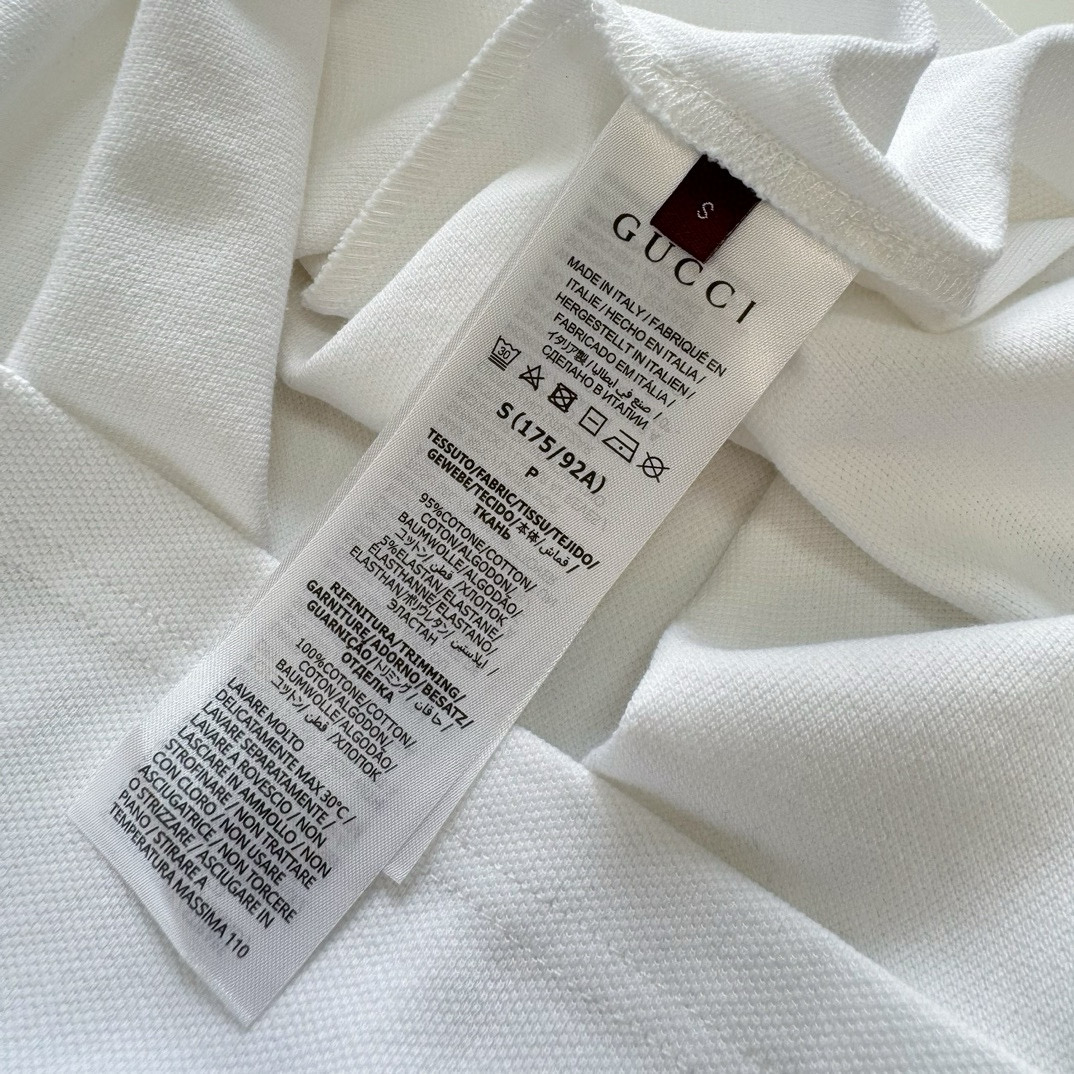 S
GUCCI
MADE IN ITALY / FABRIQUÉ EN
ITALIE / HECHO EN ITALIA /
HERGESTELLT IN ITALIEN /
FABRICADO EM ITÁLIA /
イタリア製 / صنع في إيطاليا /
СДЕЛАНО В ИТАЛИИ
30
S(175/92A)
P
TESSUTO/FABRIC/TISSU/TEJIDO/
GEWEBE/TECIDO/本体/ قماش /
ТКАНЬ
95%COTONE/COTTON/
COTON/ALGODON/
BAUMWOLLE/ALGODÃO/
コットン/ قطن /ХЛОПОК
5%ELASTAN/ELASTANE/
ELASTHANNE/ELASTANO/
ELASTHAN/ポリウレタン/ ايلاستين /
ЭЛАСТАН
RIFINITURA/TRIMMING/
GARNITURE/ADORNO/BESATZ/
GUARNIÇÃO/トリミング/ حافات /
ОТДЕЛКА
100%COTONE/COTTON/
COTON/ALGODON/
BAUMWOLLE/ALGODÃO/
コットン/ قطن /ХЛОПОК
LAVARE MOLTO
DELICATAMENTE MAX 30°C /
LAVARE SEPARATAMENTE /
LAVARE A ROVESCIO / NON
LASCIARE IN AMMOLLO / NON
STROFINARE / NON TRATTARE
CON CLORO / NON USARE
ASCIUGATRICE / NON TORCERE
O STRIZZARE / ASCIUGARE IN
PIANO / STIRARE A
TEMPERATURA MASSIMA 110